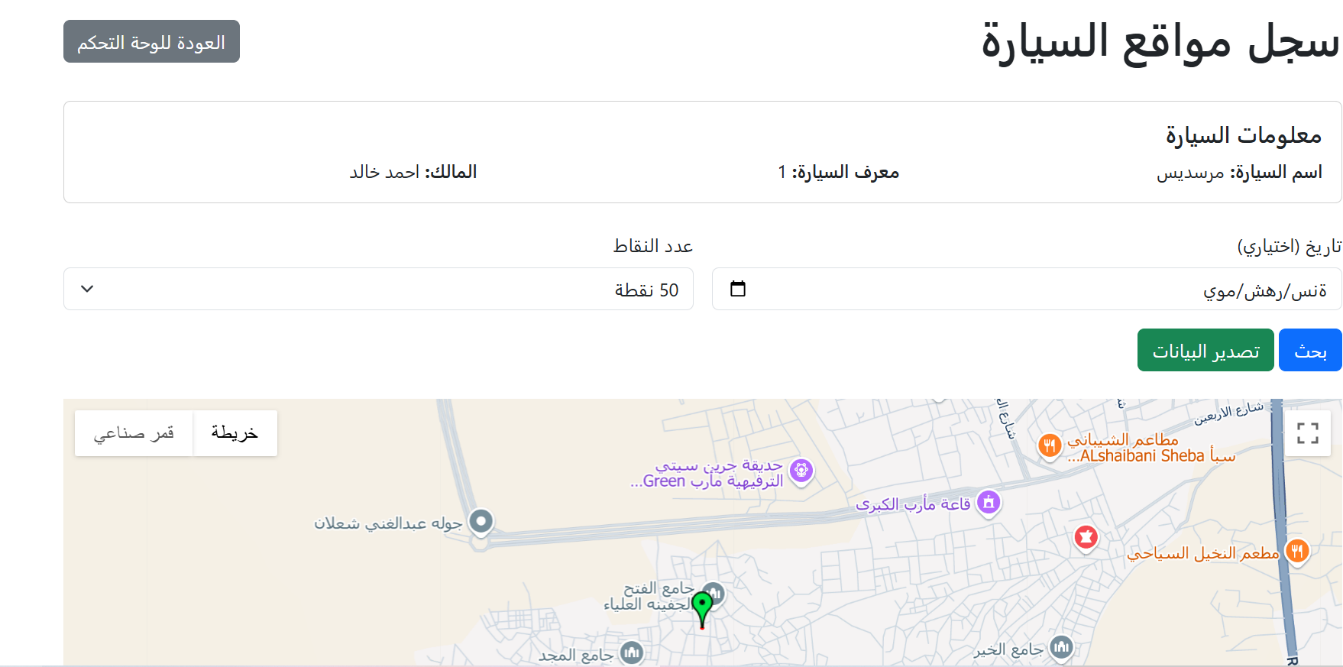 سجل مواقع السيارة
العودة للوحة التحكم
معلومات السيارة
اسم السيارة: مرسديس
معرف السيارة: 1
المالك: احمد خالد
تاريخ (اختياري)
عدد النقاط
ةنس/رهش/موي
50 نقطة
بحث
تصدير البيانات
خريطة
قمر صناعي
شارع الاربعين
مطاعم الشيباني
سبأ ALshaibani Sheba...
حديقة جرين سيتي
الترفيهية مأرب Green...
قاعة مأرب الكبرى
جوله عبدالغني شعلان
مطعم النخيل السياحي
جامع الفتح
الجفينه العلياء
جامع الخير
جامع المجد